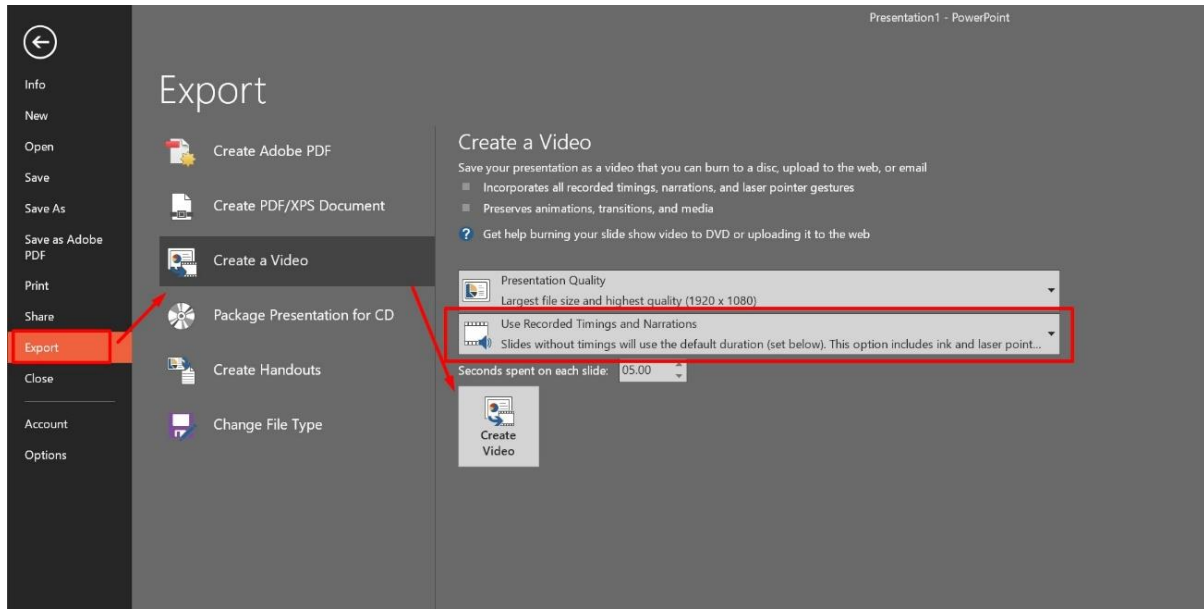 Presentation1 - PowerPoint
Info
New
Open
Save
Save As
Save as Adobe
PDF
Print
Share
Export
Close
Account
Options
Export
Create Adobe PDF
Create PDF/XPS Document
Create a Video
Package Presentation for CD
Create Handouts
Change File Type
Create a Video
Save your presentation as a video that you can burn to a disc, upload to the web, or email
Incorporates all recorded timings, narrations, and laser pointer gestures
Preserves animations, transitions, and media
? Get help burning your slide show video to DVD or uploading it to the web
Presentation Quality
Largest file size and highest quality (1920 x 1080)
Use Recorded Timings and Narrations
Slides without timings will use the default duration (set below). This option includes ink and laser point...
Seconds spent on each slide: 05.00
Create
Video